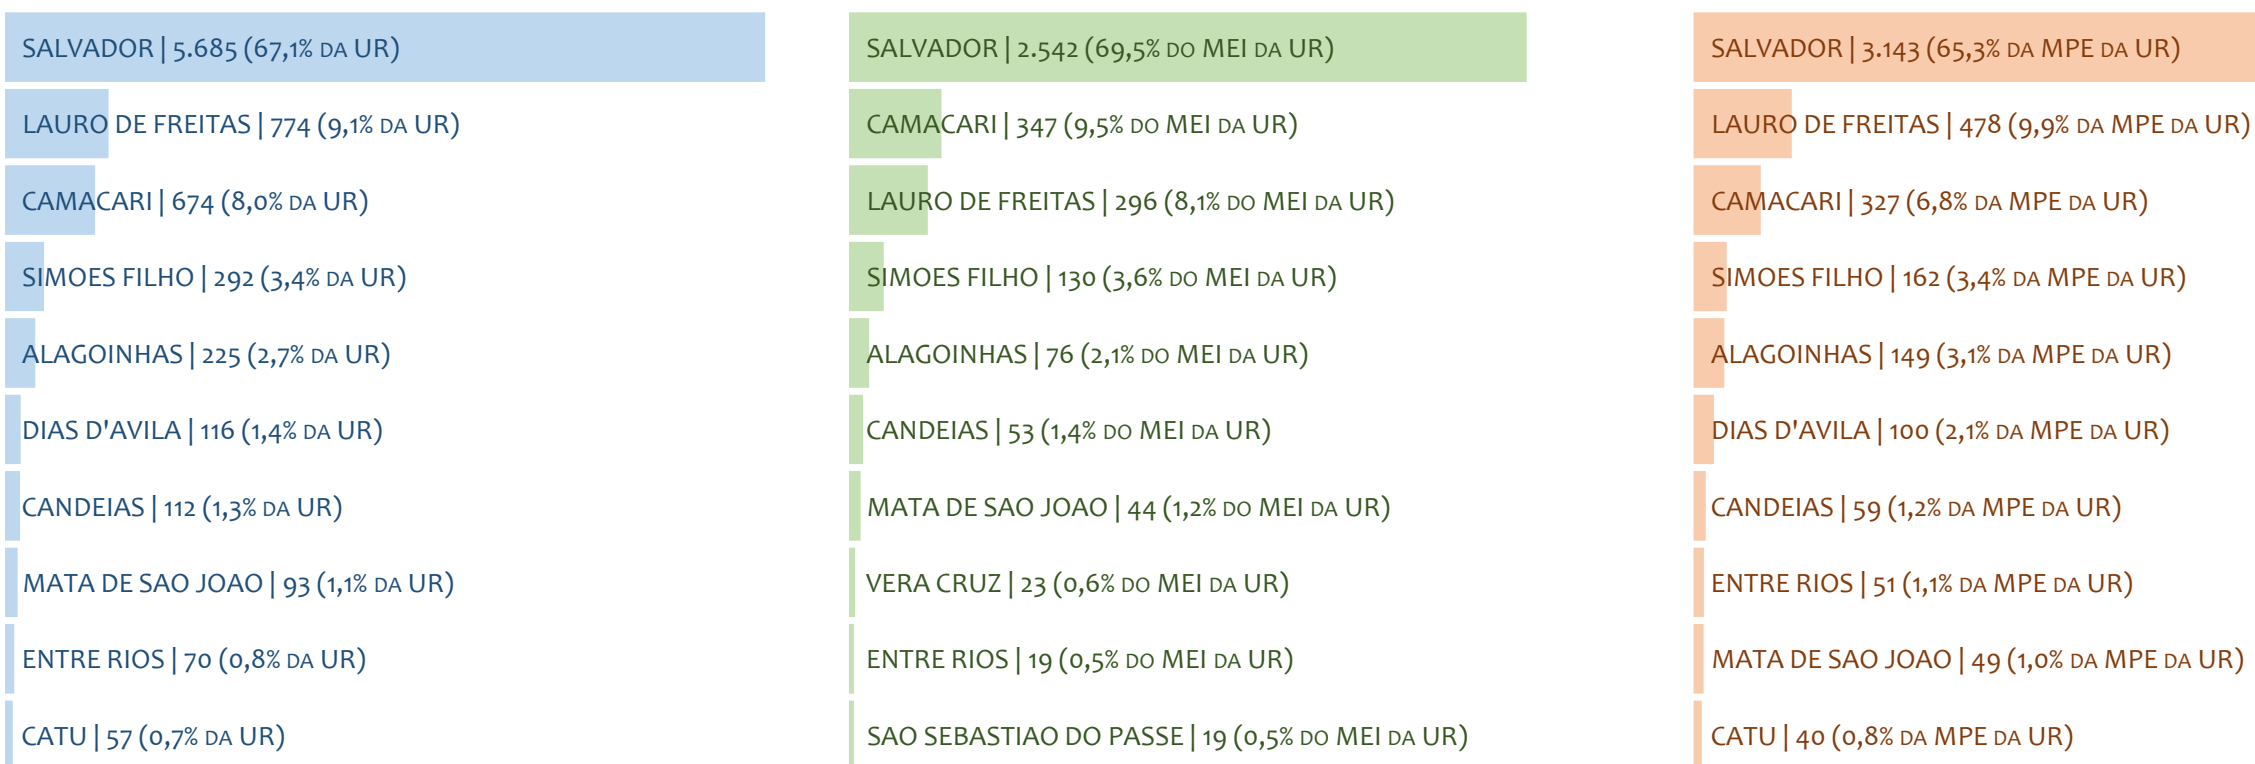 SALVADOR | 5.685 (67,1% DA UR)
LAURO DE FREITAS | 774 (9,1% DA UR)
CAMACARI | 674 (8,0% DA UR)
SIMOES FILHO | 292 (3,4% DA UR)
ALAGOINHAS | 225 (2,7% DA UR)
DIAS D'AVILA | 116 (1,4% DA UR)
CANDEIAS | 112 (1,3% DA UR)
MATA DE SAO JOAO | 93 (1,1% DA UR)
ENTRE RIOS | 70 (0,8% DA UR)
CATU | 57 (0,7% DA UR)
SALVADOR | 2.542 (69,5% DO MEI DA UR)
CAMACARI | 347 (9,5% DO MEI DA UR)
LAURO DE FREITAS | 296 (8,1% DO MEI DA UR)
SIMOES FILHO | 130 (3,6% DO MEI DA UR)
ALAGOINHAS | 76 (2,1% DO MEI DA UR)
CANDEIAS | 53 (1,4% DO MEI DA UR)
MATA DE SAO JOAO | 44 (1,2% DO MEI DA UR)
VERA CRUZ | 23 (0,6% DO MEI DA UR)
ENTRE RIOS | 19 (0,5% DO MEI DA UR)
SAO SEBASTIAO DO PASSE | 19 (0,5% DO MEI DA UR)
SALVADOR | 3.143 (65,3% DA MPE DA UR)
LAURO DE FREITAS | 478 (9,9% DA MPE DA UR)
CAMACARI | 327 (6,8% DA MPE DA UR)
SIMOES FILHO | 162 (3,4% DA MPE DA UR)
ALAGOINHAS | 149 (3,1% DA MPE DA UR)
DIAS D'AVILA | 100 (2,1% DA MPE DA UR)
CANDEIAS | 59 (1,2% DA MPE DA UR)
ENTRE RIOS | 51 (1,1% DA MPE DA UR)
MATA DE SAO JOAO | 49 (1,0% DA MPE DA UR)
CATU | 40 (0,8% DA MPE DA UR)